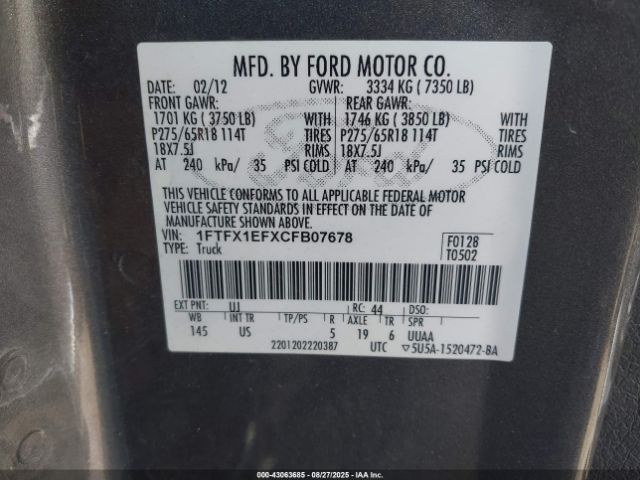 MFD. BY FORD MOTOR CO.
DATE: 02/12 GVWR: 3334 KG ( 7350 LB)
FRONT GAWR: REAR GAWR:
1701 KG ( 3750 LB) WITH 1746 KG ( 3850 LB) WITH
P275/65R18 114T TIRES P275/65R18 114T TIRES
18X7.5J RIMS 18X7.5J RIMS
AT 240 kPa/ 35 PSI COLD AT 240 kPa/ 35 PSI COLD
THIS VEHICLE CONFORMS TO ALL APPLICABLE FEDERAL MOTOR
VEHICLE SAFETY STANDARDS IN EFFECT ON THE DATE OF
MANUFACTURE SHOWN ABOVE.
VIN: 1FTFX1EFXCFB07678 F0128
TYPE: Truck T0502
EXT PNT: UJ RC: 44 DSO:
WB INT TR TP/PS R AXLE TR SPR
145 US 5 19 6 UUAA
2201202220387 UTC ▽5U5A-1520472-BA
000-43063685 - 08/27/2025 - IAAI.COM